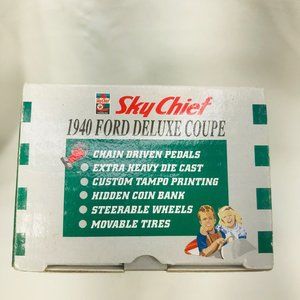 Sky Chief
1940 FORD DELUXE COUPE
CHAIN DRIVEN PEDALS
EXTRA HEAVY DIE CAST
CUSTOM TAMPO PRINTING
HIDDEN COIN BANK
STEERABLE WHEELS
MOVABLE TIRES